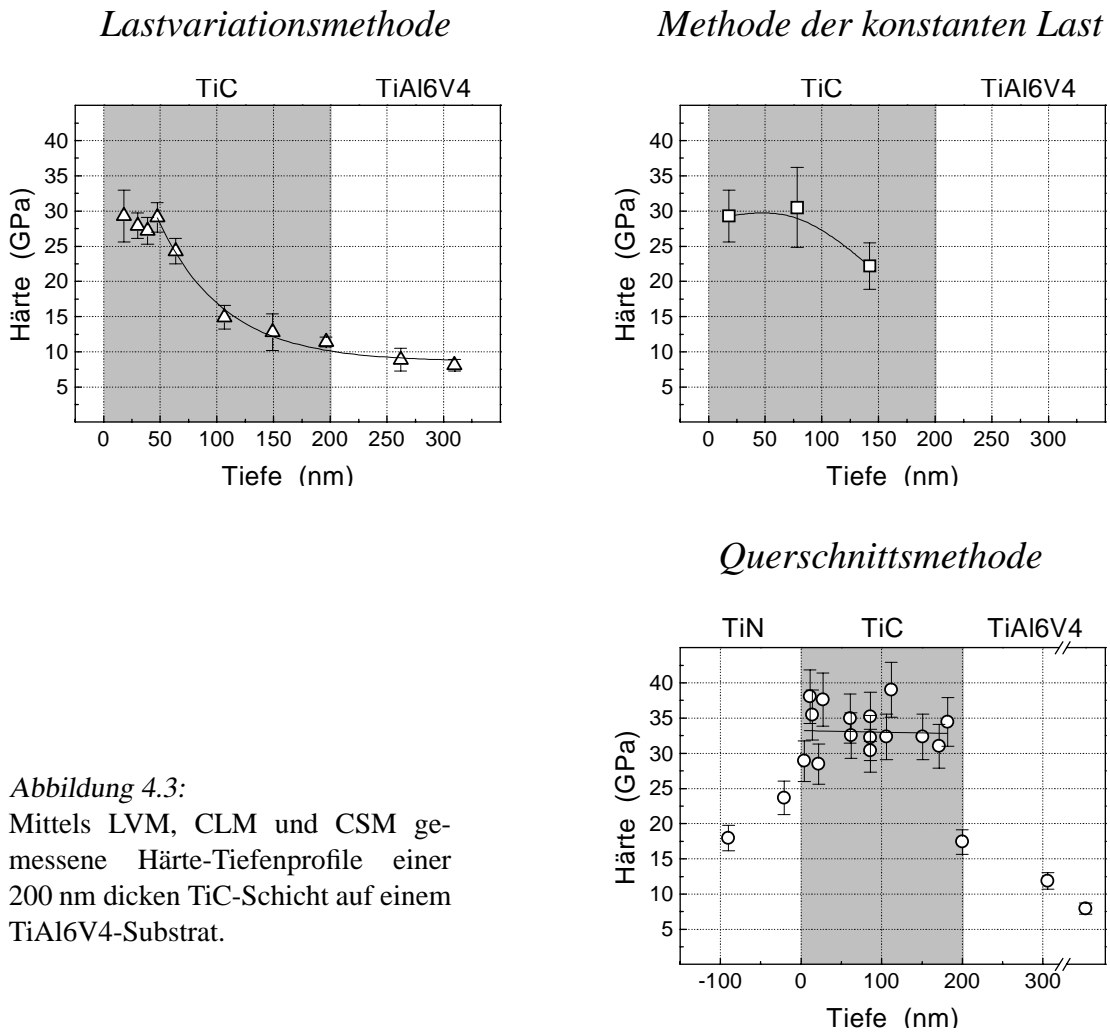 Lastvariationsmethode
TiC TiAl6V4
Härte (GPa)
40
35
30
25
20
15
10
5
0 50 100 150 200 250 300
Tiefe (nm)
Methode der konstanten Last
TiC TiAl6V4
Härte (GPa)
40
35
30
25
20
15
10
5
0 50 100 150 200 250 300
Tiefe (nm)
Querschnittsmethode
TiN TiC TiAl6V4
Härte (GPa)
40
35
30
25
20
15
10
5
-100 0 100 200 300
Tiefe (nm)
Abbildung 4.3:
Mittels LVM, CLM und CSM ge-
messene Härte-Tiefenprofile einer
200 nm dicken TiC-Schicht auf einem
TiAl6V4-Substrat.